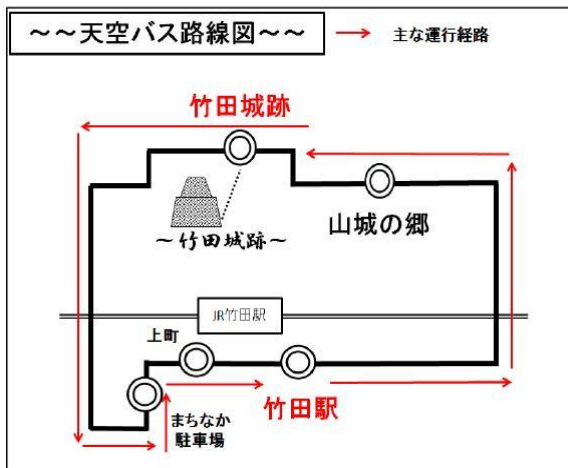 ~~天空バス路線図~~
主な運行経路
竹田城跡
~竹田城跡~
山城の郷
JR竹田駅
上町
竹田駅
まちなか
駐車場